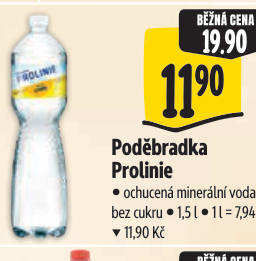 BĚŽNÁ CENA
19.90
11 90
PROLINIE
Poděbradka
Prolinie
• ochucená minerální voda
bez cukru • 1,5 l • 1 l = 7,94
▼ 11,90 Kč
BĚŽNÁ CENA